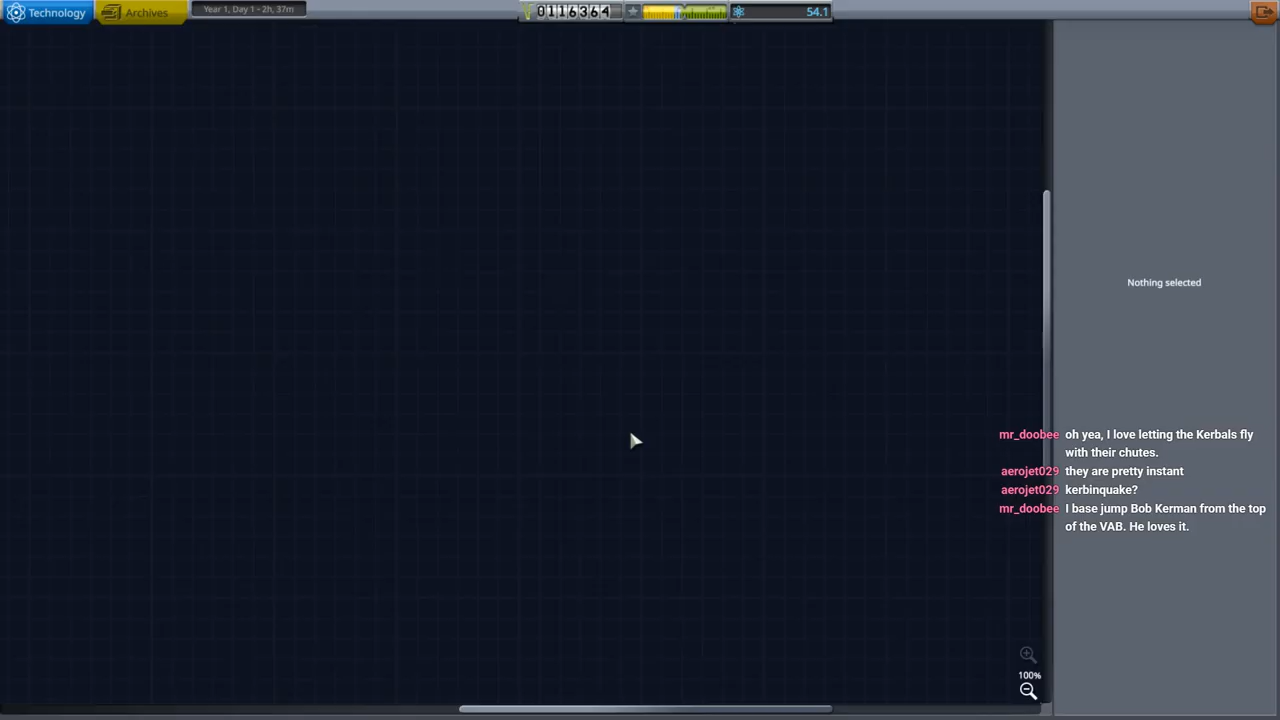 Technology
Archives
Year 1, Day 1 - 2h, 37m
0116364
54.1
Nothing selected
mr_doobee oh yea, I love letting the Kerbals fly
with their chutes.
aerojet029 they are pretty instant
aerojet029 kerbinquake?
mr_doobee I base jump Bob Kerman from the top
of the VAB. He loves it.
100%